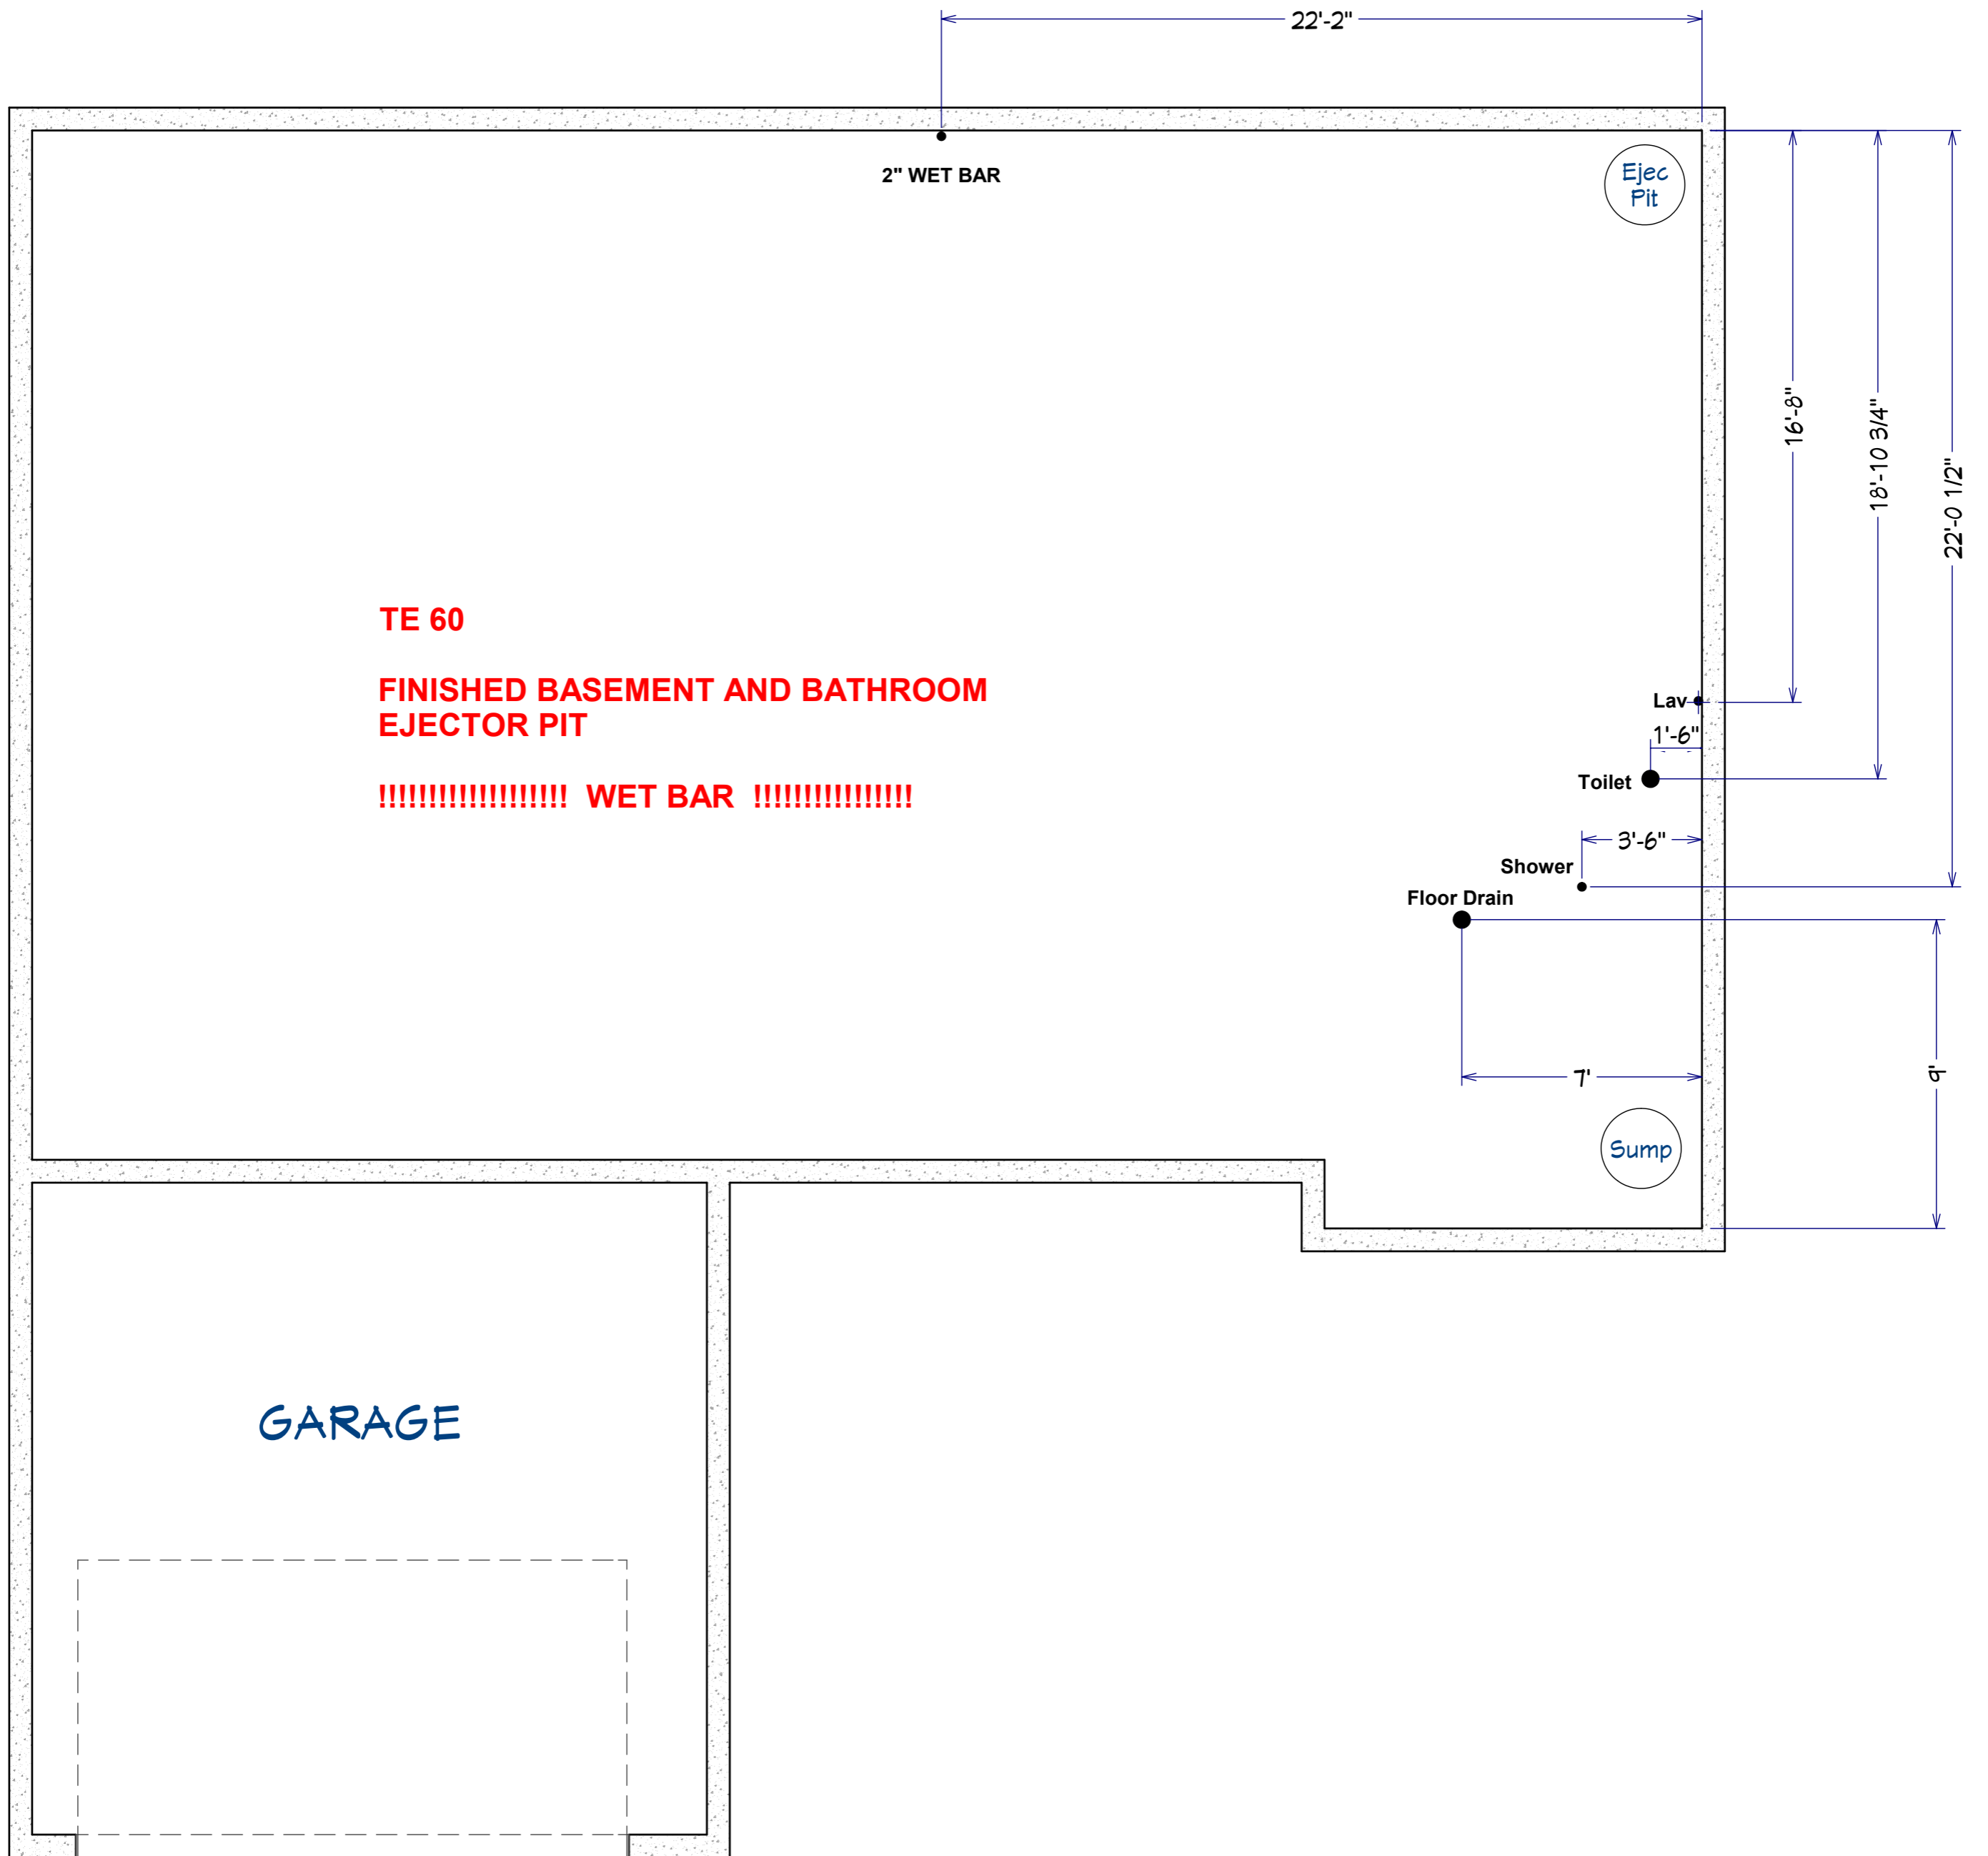 22'-2"
2" WET BAR
Ejec
Pit
16'-8"
18'-10 3/4"
22'-0 1/2"
TE 60
FINISHED BASEMENT AND BATHROOM
EJECTOR PIT
!!!!!!!!!!!!!!!!!!! WET BAR !!!!!!!!!!!!!!!!
Lav
1'-6"
Toilet
3'-6"
Shower
Floor Drain
7'
9'
Sump
GARAGE